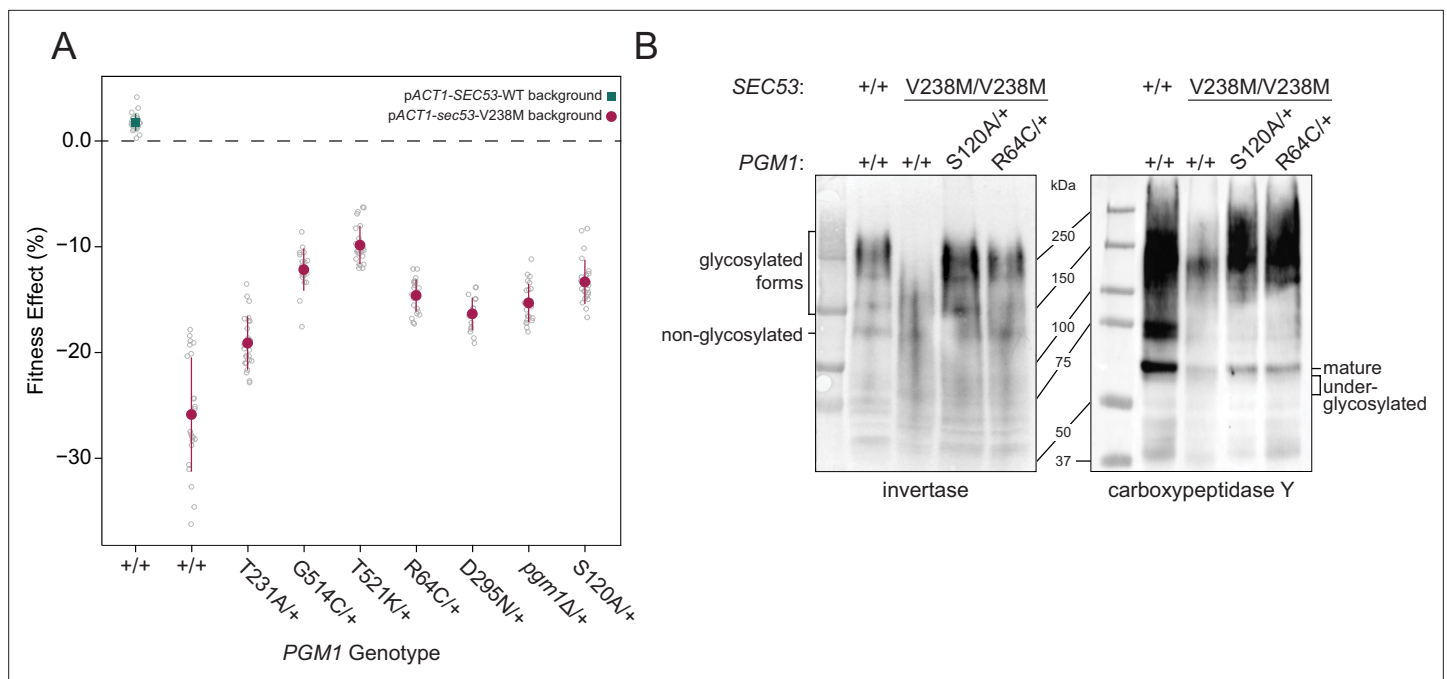 A
pACT1-SEC53-WT background
pACT1-sec53-V238M background
0.0
−10
−20
−30
Fitness Effect (%)
+/+
+/+
T231A/+
G514C/+
T521K/+
R64C/+
D295N/+
pgm1Δ/+
S120A/+
PGM1 Genotype
B
SEC53: +/+ V238M/V238M +/+ V238M/V238M
PGM1: +/+ +/+ S120A/+ R64C/+ +/+ +/+ S120A/+ R64C/+
kDa
250
150
100
75
50
37
glycosylated
forms
non-glycosylated
mature
under-
glycosylated
invertase
carboxypeptidase Y